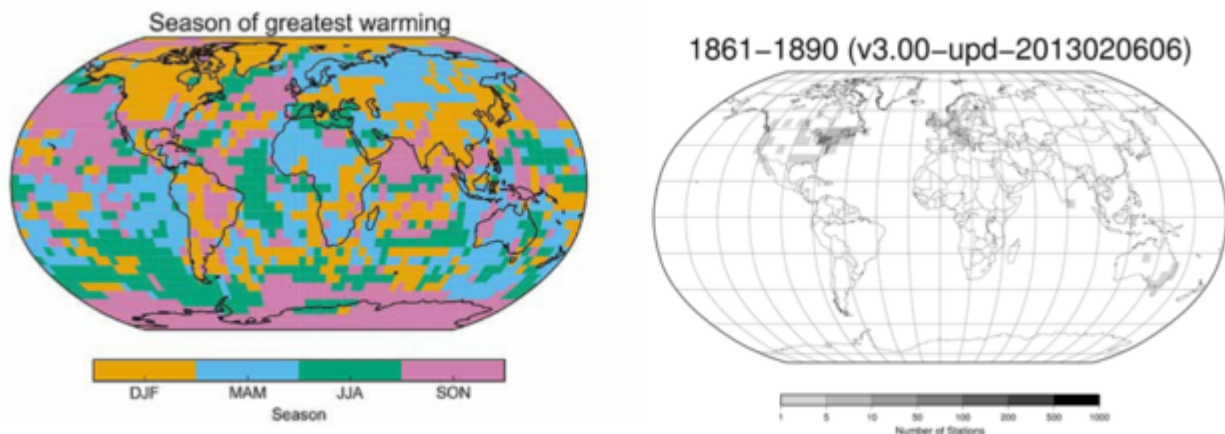 Season of greatest warming
DJF MAM JJA SON
Season
1861-1890 (v3.00-upd-2013020606)
1 5 10 50 100 200 500 1000
Number of Stations